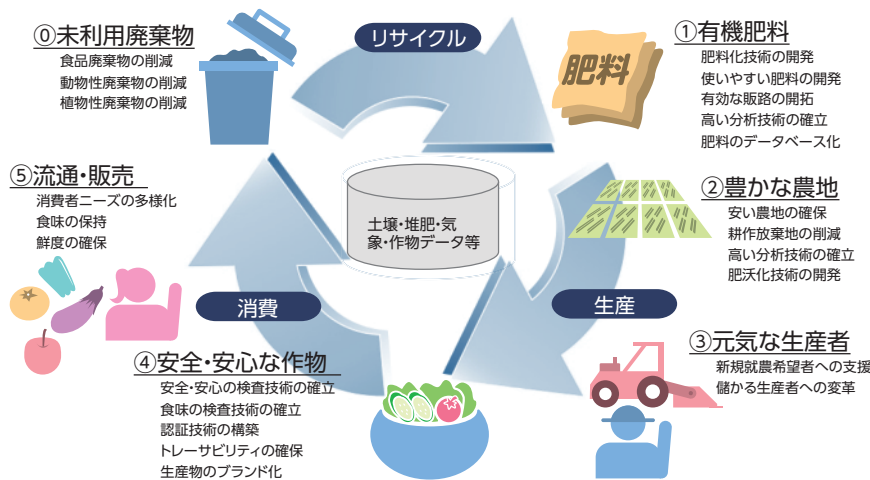 ⓪未利用廃棄物
食品廃棄物の削減
動物性廃棄物の削減
植物性廃棄物の削減
リサイクル
①有機肥料
肥料化技術の開発
使いやすい肥料の開発
有効な販路の開拓
高い分析技術の確立
肥料のデータベース化
肥料
②豊かな農地
安い農地の確保
耕作放棄地の削減
高い分析技術の確立
肥沃化技術の開発
生産
③元気な生産者
新規就農希望者への支援
儲かる生産者への変革
④安全・安心な作物
安全・安心の検査技術の確立
食味の検査技術の確立
認証技術の構築
トレーサビリティの確保
生産物のブランド化
消費
⑤流通・販売
消費者ニーズの多様化
食味の保持
鮮度の確保
土壌・堆肥・気
象・作物データ等